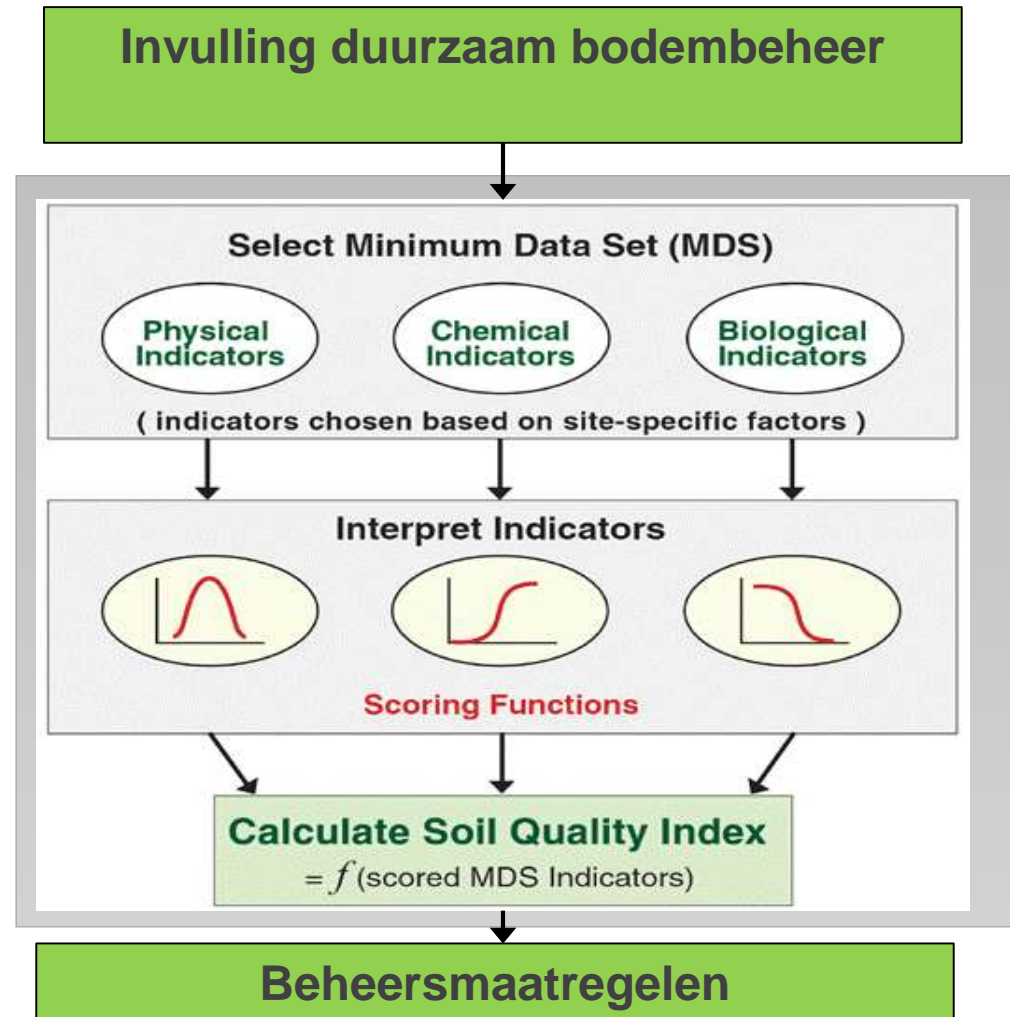 Invulling duurzaam bodembeheer
Select Minimum Data Set (MDS)
Physical
Indicators
Chemical
Indicators
Biological
Indicators
( indicators chosen based on site-specific factors )
Interpret Indicators
Scoring Functions
Calculate Soil Quality Index
= f (scored MDS Indicators)
Beheersmaatregelen